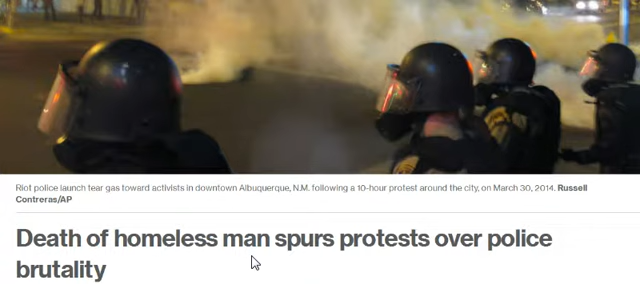 Riot police launch tear gas toward activists in downtown Albuquerque, N.M. following a 10-hour protest around the city, on March 30, 2014. Russell
Contreras/AP
Death of homeless man spurs protests over police
brutality